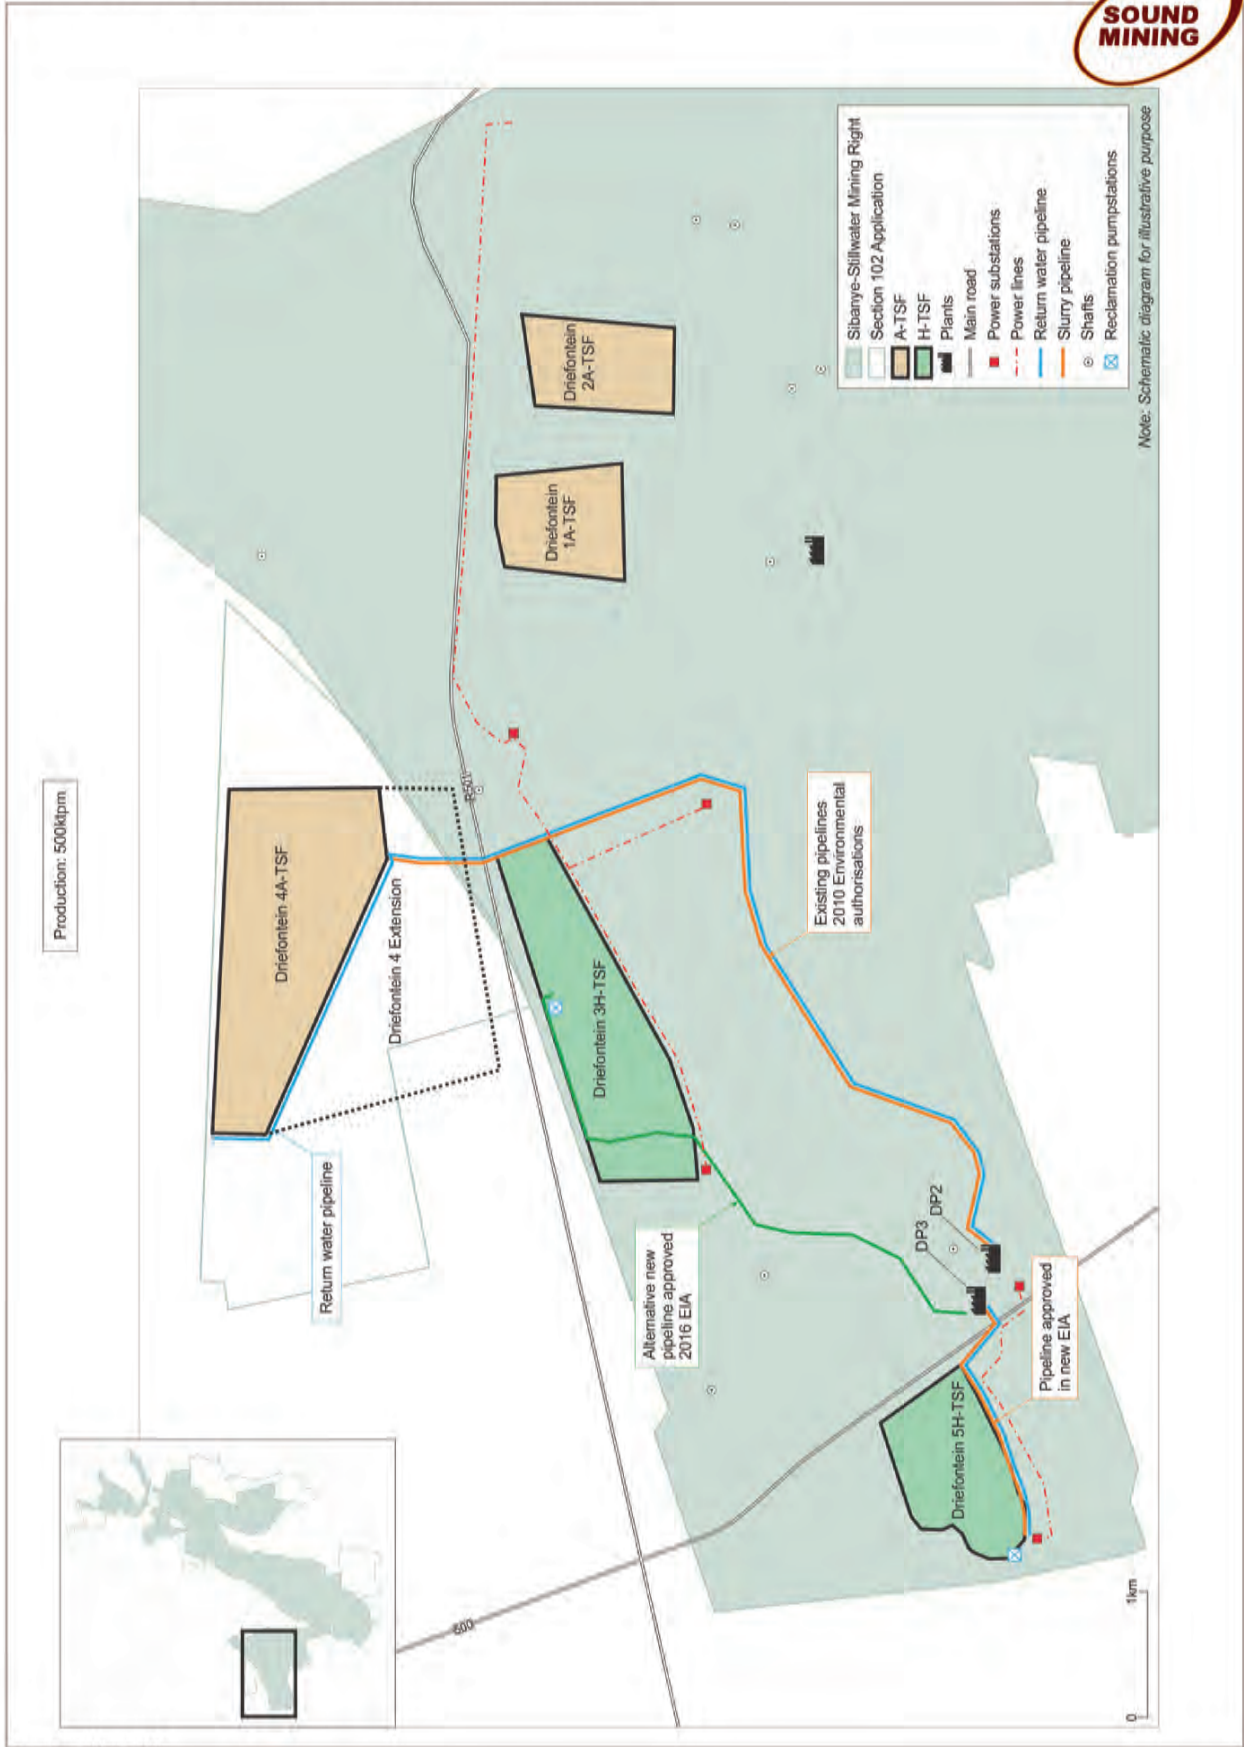 SOUND
MINING
Production: 500ktpm
Driefontein 4A-TSF
Driefontein 4 Extension
Return water pipeline
R501
500
Driefontein
1A-TSF
Driefontein
2A-TSF
Driefontein 3H-TSF
Alternative new
pipeline approved
2016 EIA
Existing pipelines
2010 Environmental
authorisations
DP3
DP2
Driefontein 5H-TSF
Pipeline approved
in new EIA
Sibanye-Stillwater Mining Right
Section 102 Application
A-TSF
H-TSF
Plants
Main road
Power substations
Power lines
Return water pipeline
Slurry pipeline
Shafts
Reclamation pumpstations
0
1km
Note: Schematic diagram for illustrative purpose